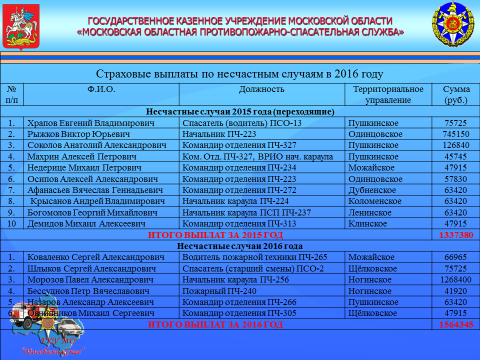 ГОСУДАРСТВЕННОЕ КАЗЕННОЕ УЧРЕЖДЕНИЕ МОСКОВСКОЙ ОБЛАСТИ
«МОСКОВСКАЯ ОБЛАСТНАЯ ПРОТИВОПОЖАРНО-СПАСАТЕЛЬНАЯ СЛУЖБА»
Страховые выплаты по несчастным случаям в 2016 году
№ п/п Ф.И.О. Должность Территориальное управление Сумма (руб.)
Несчастные случаи 2015 года (переходящие)
1. Храпов Евгений Владимирович Спасатель (водитель) ПСО-13 Пушкинское 75725
2. Рыжков Виктор Юрьевич Начальник ПЧ-223 Одинцовское 745150
3. Соколов Анатолий Александрович Командир отделения ПЧ-327 Пушкинское 126840
4. Махрин Алексей Петрович Ком. Отд. ПЧ-327, ВРИО нач. караула Пушкинское 45745
5. Недерице Михаил Петрович Командир отделения ПЧ-234 Можайское 47915
6. Осипов Алексей Александрович Командир отделения ПЧ-223 Одинцовское 57830
7. Афанасьев Вячеслав Геннадьевич Командир отделения ПЧ-272 Дубненское 63420
8. Крысанов Андрей Владимирович Начальник караула ПЧ-224 Коломенское 63420
9. Богомолов Георгий Михайлович Начальник караула ПСП ПЧ-237 Ленинское 63420
10 Демидов Михаил Алексеевич Командир отделения ПЧ-313 Клинское 47915
ИТОГО ВЫПЛАТ ЗА 2015 ГОД 1337380
Несчастные случаи 2016 года
1. Коваленко Сергей Александрович Водитель пожарной техники ПЧ-265 Можайское 66965
2. Шлыков Сергей Александрович Спасатель (старший смены) ПСО-2 Щёлковское 75725
3. Морозов Павел Александрович Начальник караула ПЧ-256 Ногинское 1268400
4. Бессуднов Петр Вячеславович Пожарный ПЧ-240 Ногинское 41920
5. Назаров Александр Алексеевич Командир отделения ПЧ-266 Пушкинское 63420
6. Овчинников Михаил Сергеевич Командир отделения ПЧ-305 Щёлковское 47915
ИТОГО ВЫПЛАТ ЗА 2016 ГОД 1564345